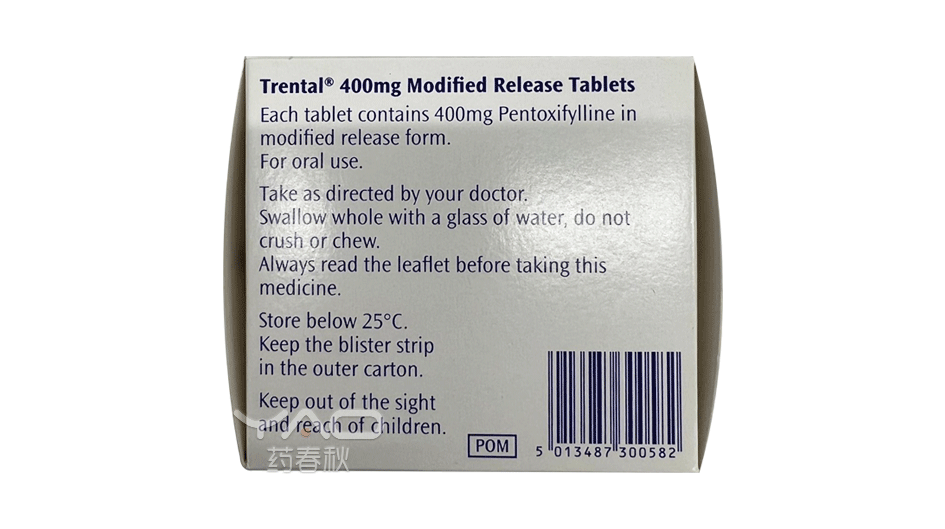 Trental® 400mg Modified Release Tablets
Each tablet contains 400mg Pentoxifylline in
modified release form.
For oral use.
Take as directed by your doctor.
Swallow whole with a glass of water, do not
crush or chew.
Always read the leaflet before taking this
medicine.
Store below 25°C.
Keep the blister strip
in the outer carton.
Keep out of the sight
and reach of children.
YAO
药春秋
POM
5 013487 300582